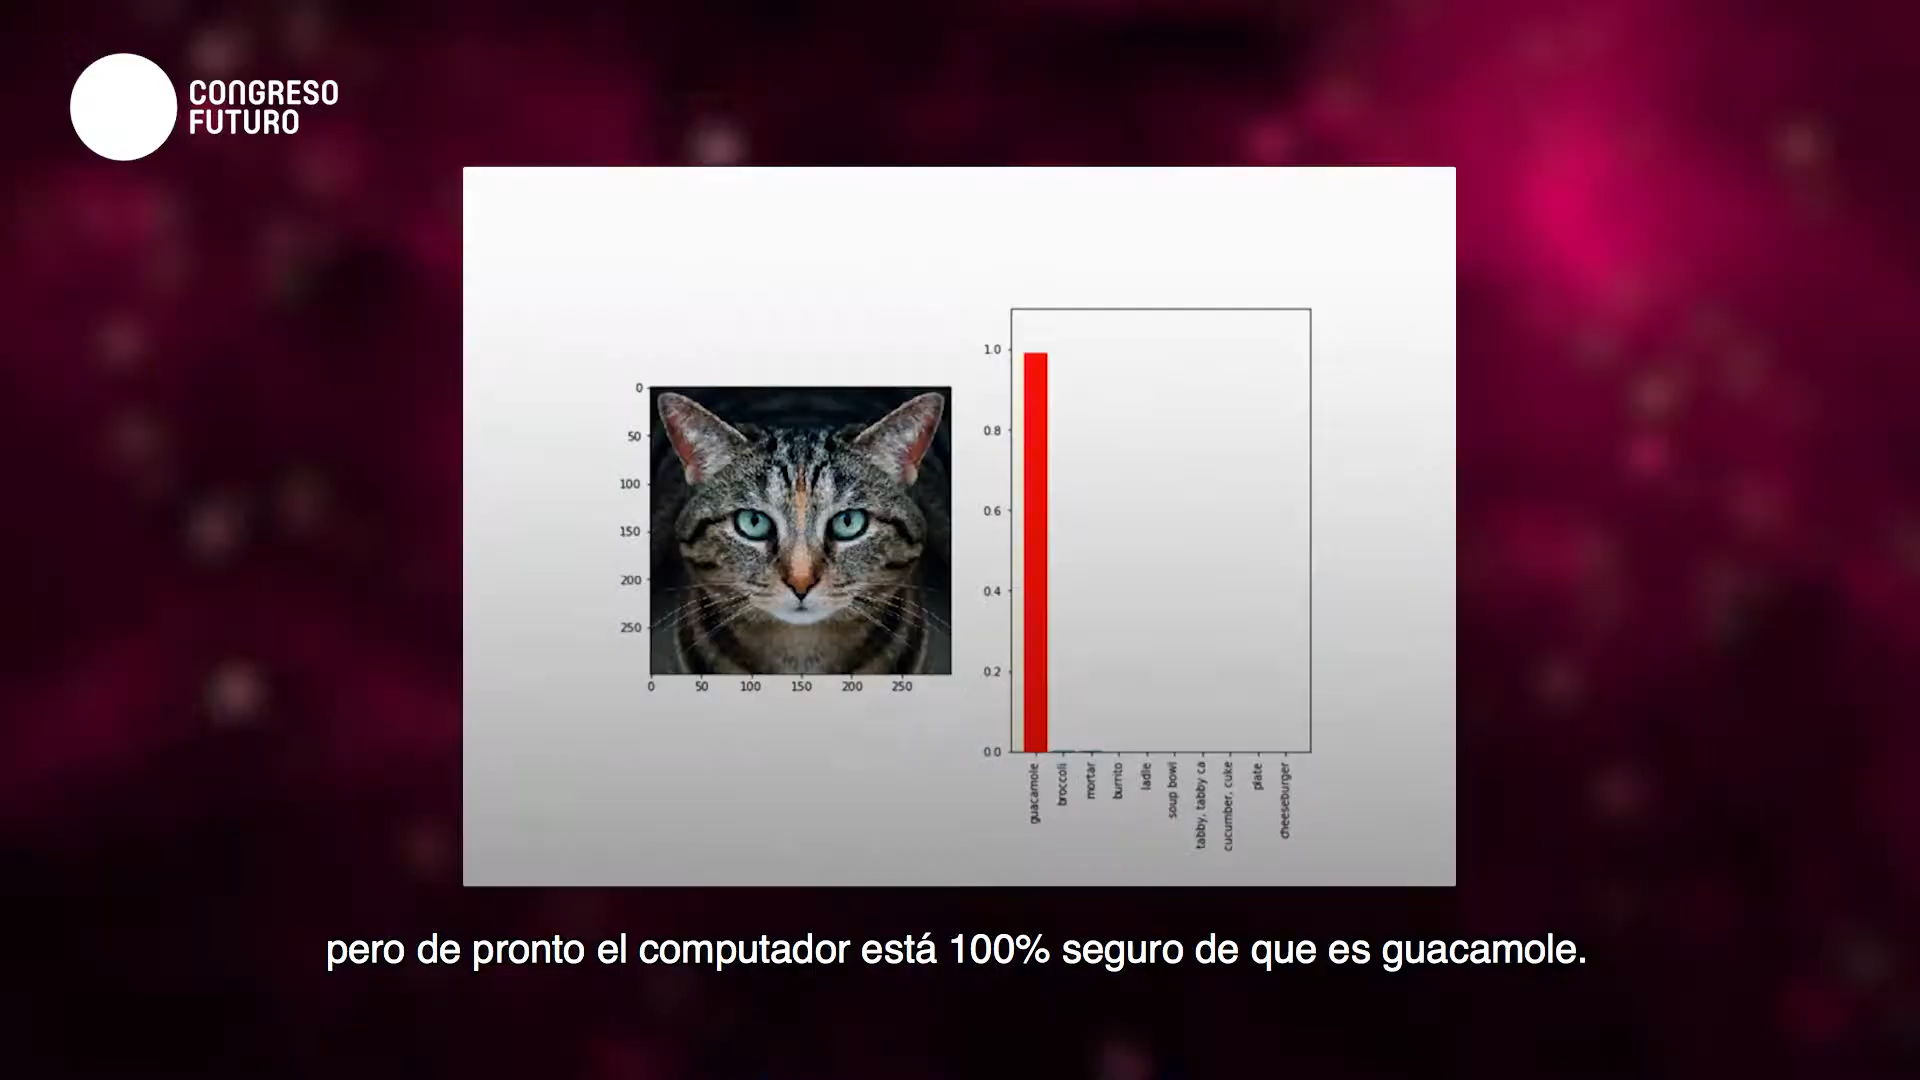 CONGRESO
FUTURO
0
50
100
150
200
250
0 50 100 150 200 250
1.0
0.8
0.6
0.4
0.2
0.0
guacamole
broccoli
mortar
burrito
ladle
soup bowl
tabby, tabby ca
cucumber, cuke
plate
cheeseburger
pero de pronto el computador está 100% seguro de que es guacamole.